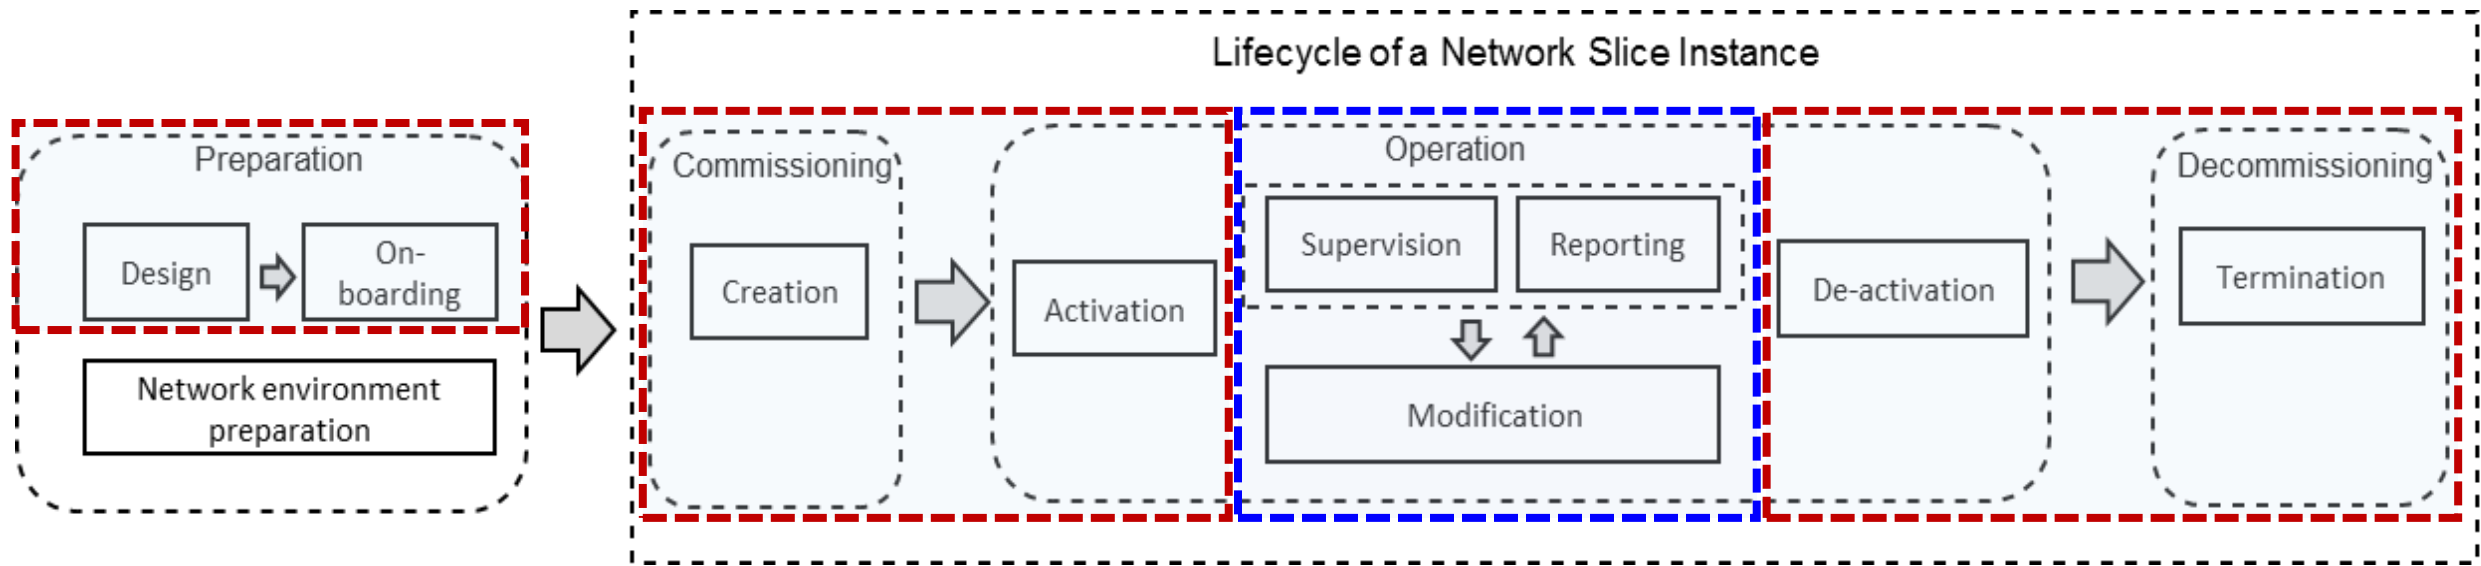 Lifecycle of a Network Slice Instance
Preparation
Design
On-
boarding
Network environment
preparation
Commissioning
Creation
Activation
Operation
Supervision
Reporting
Modification
De-activation
Decommissioning
Termination